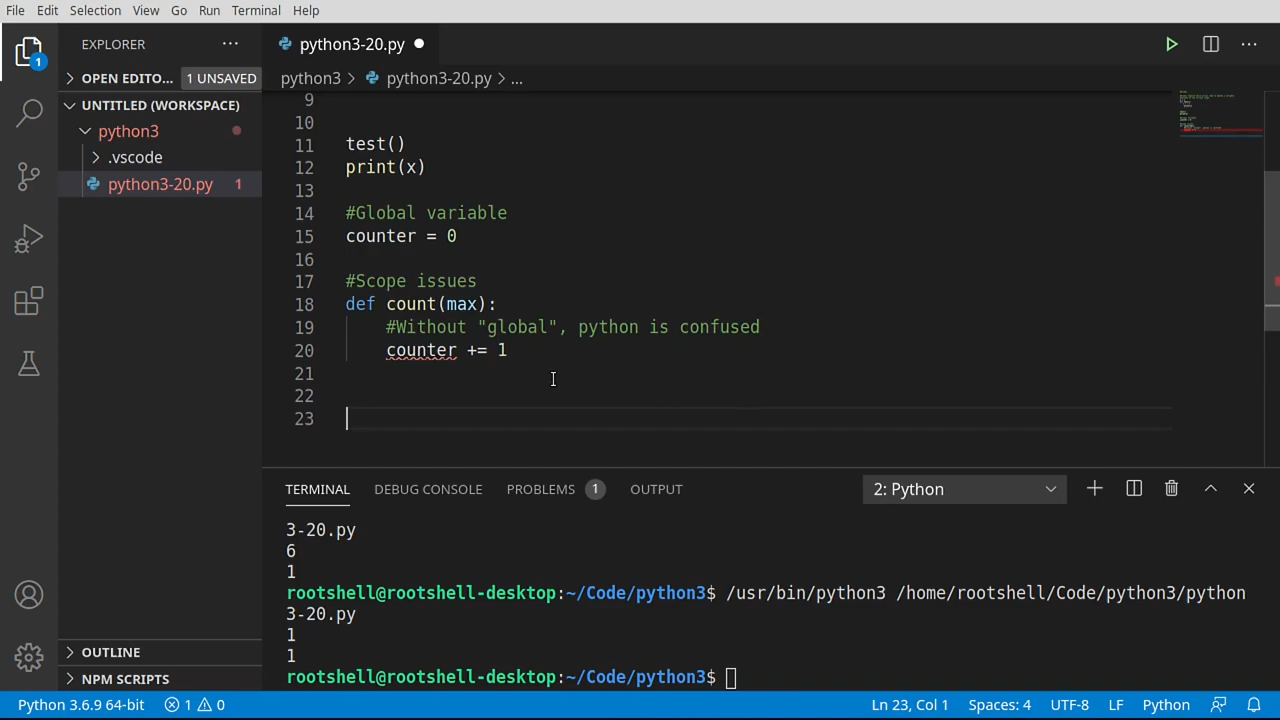 File Edit Selection View Go Run Terminal Help
EXPLORER
OPEN EDITO... 1 UNSAVED
UNTITLED (WORKSPACE)
python3
.vscode
python3-20.py 1
1
OUTLINE
NPM SCRIPTS
python3-20.py
python3 > python3-20.py > ...
9
10
11 test()
12 print(x)
13
14 #Global variable
15 counter = 0
16
17 #Scope issues
18 def count(max):
19 #Without "global", python is confused
20 counter += 1
21
22
23
TERMINAL DEBUG CONSOLE PROBLEMS 1 OUTPUT 2: Python
3-20.py
6
1
rootshell@rootshell-desktop:~/Code/python3$ /usr/bin/python3 /home/rootshell/Code/python3/python
3-20.py
1
1
rootshell@rootshell-desktop:~/Code/python3$
Python 3.6.9 64-bit 1 0 Ln 23, Col 1 Spaces: 4 UTF-8 LF Python